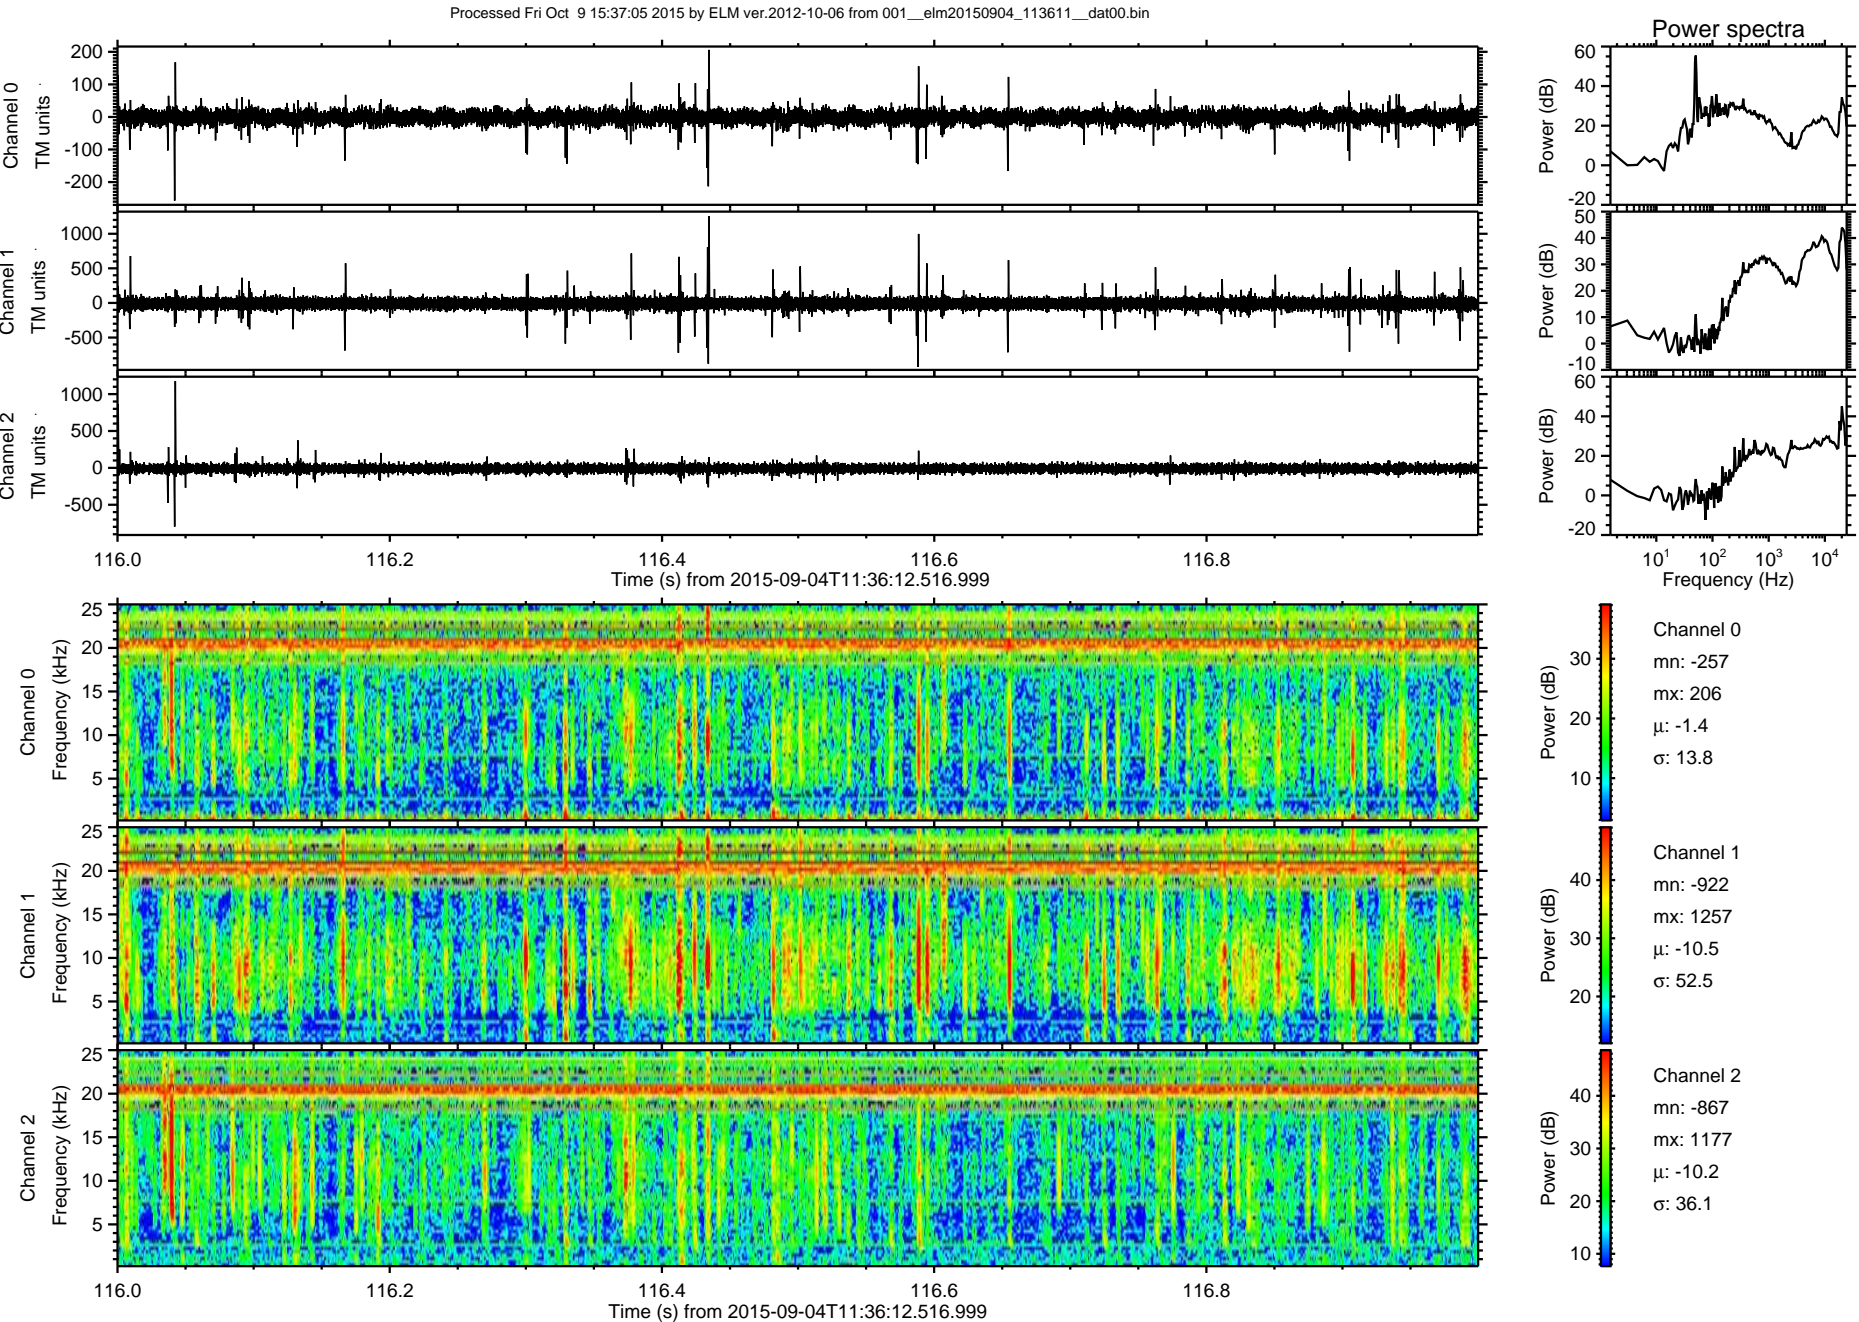 Processed Fri Oct  9 15:37:05 2015 by ELM ver.2012-10-06 from 001__elm20150904_113611__dat00.bin
Power spectra
Channel 0
TM units
200
100
0
-100
-200
Power (dB)
60
40
20
0
-20
Channel 1
TM units
1000
500
0
-500
Power (dB)
50
40
30
20
10
0
-10
Channel 2
TM units
1000
500
0
-500
Power (dB)
60
40
20
0
-20
116.0 116.2 116.4 116.6 116.8
Time (s) from 2015-09-04T11:36:12.516.999
10¹ 10² 10³ 10⁴
Frequency (Hz)
Channel 0
Frequency (kHz)
25
20
15
10
5
Power (dB)
30
20
10
Channel 0
mn: -257
mx: 206
μ: -1.4
σ: 13.8
Channel 1
Frequency (kHz)
25
20
15
10
5
Power (dB)
40
30
20
Channel 1
mn: -922
mx: 1257
μ: -10.5
σ: 52.5
Channel 2
Frequency (kHz)
25
20
15
10
5
Power (dB)
40
30
20
10
Channel 2
mn: -867
mx: 1177
μ: -10.2
σ: 36.1
116.0 116.2 116.4 116.6 116.8
Time (s) from 2015-09-04T11:36:12.516.999